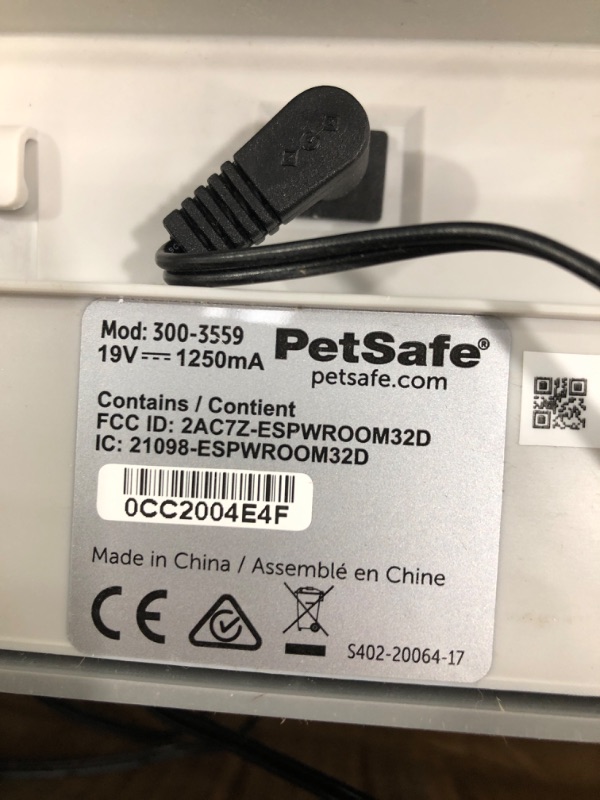 Mod: 300-3559
19V⎓1250mA
PetSafe®
petsafe.com
Contains / Contient
FCC ID: 2AC7Z-ESPWROOM32D
IC: 21098-ESPWROOM32D
0CC2004E4F
Made in China / Assemblé en Chine
CE
S402-20064-17